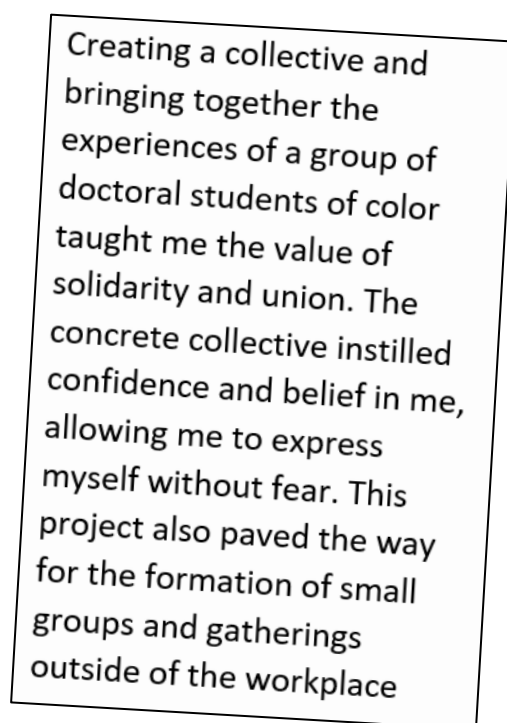 Creating a collective and
bringing together the
experiences of a group of
doctoral students of color
taught me the value of
solidarity and union. The
concrete collective instilled
confidence and belief in me,
allowing me to express
myself without fear. This
project also paved the way
for the formation of small
groups and gatherings
outside of the workplace